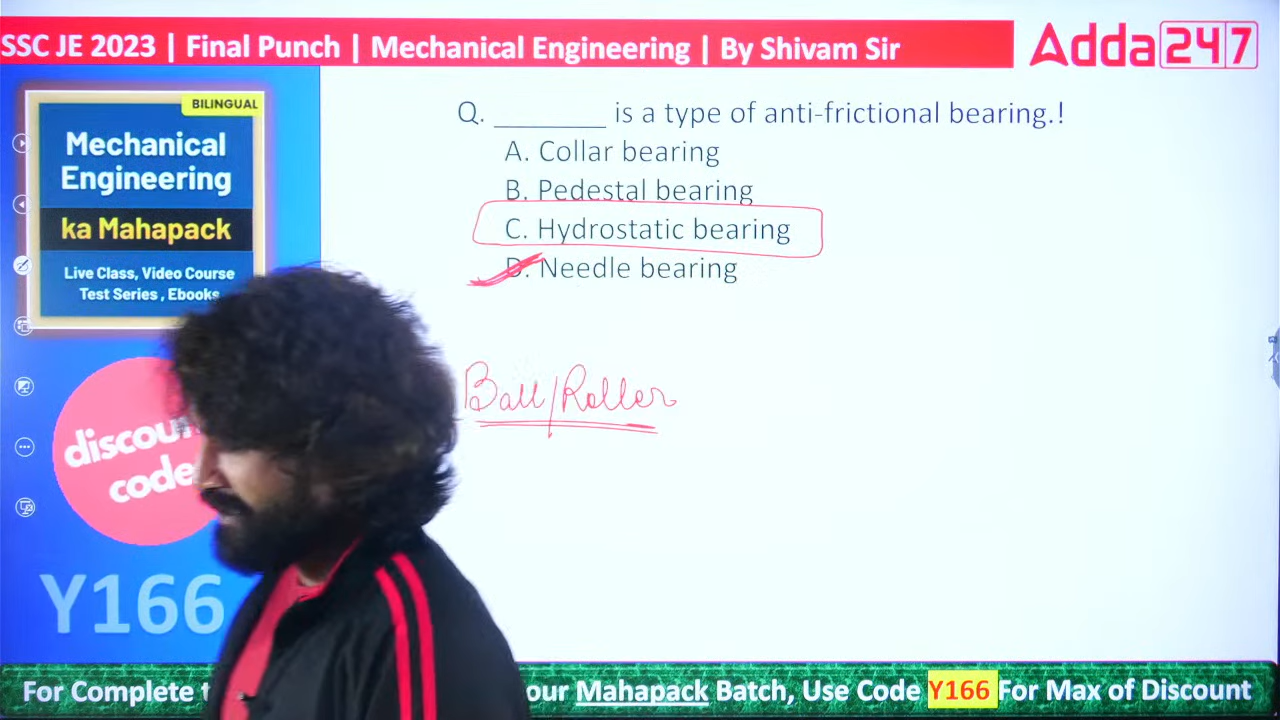 SSC JE 2023 | Final Punch | Mechanical Engineering | By Shivam Sir
Adda247
BILINGUAL
Mechanical
Engineering
ka Mahapack
Live Class, Video Course
Test Series , Ebooks
discount
code
Y166
Q. ________ is a type of anti-frictional bearing.!
A. Collar bearing
B. Pedestal bearing
C. Hydrostatic bearing
D. Needle bearing
Ball/Roller
For Complete
our Mahapack Batch, Use Code Y166 For Max of Discount